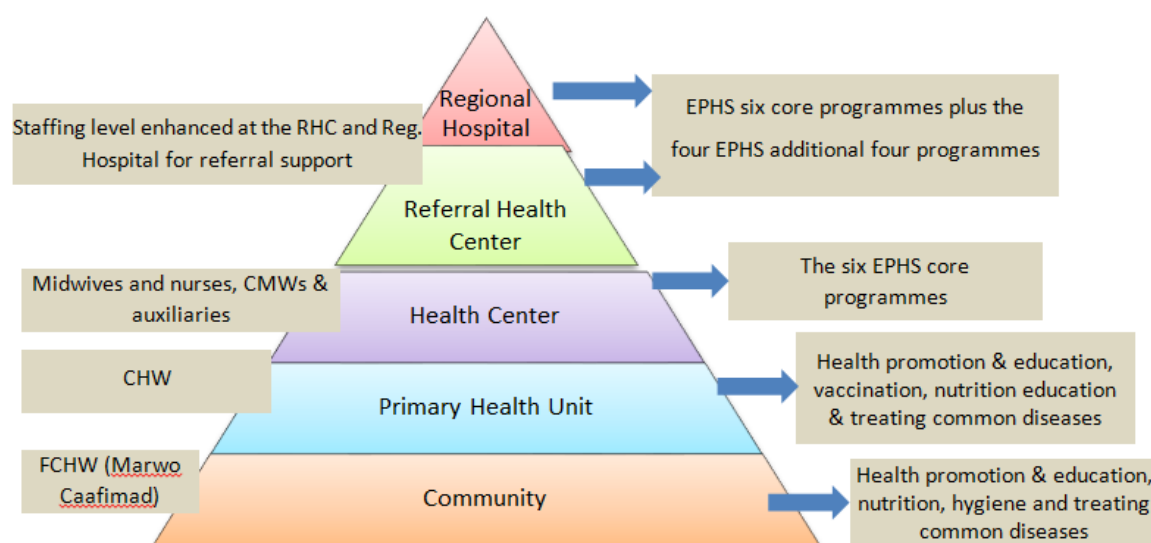 Regional
Hospital
EPHS six core programmes plus the
four EPHS additional four programmes
Staffing level enhanced at the RHC and Reg.
Hospital for referral support
Referral Health
Center
Midwives and nurses, CMWs &
auxiliaries
Health Center
The six EPHS core
programmes
CHW
Primary Health Unit
Health promotion & education,
vaccination, nutrition education
& treating common diseases
FCHW (Marwo
Caafimad)
Community
Health promotion & education,
nutrition, hygiene and treating
common diseases